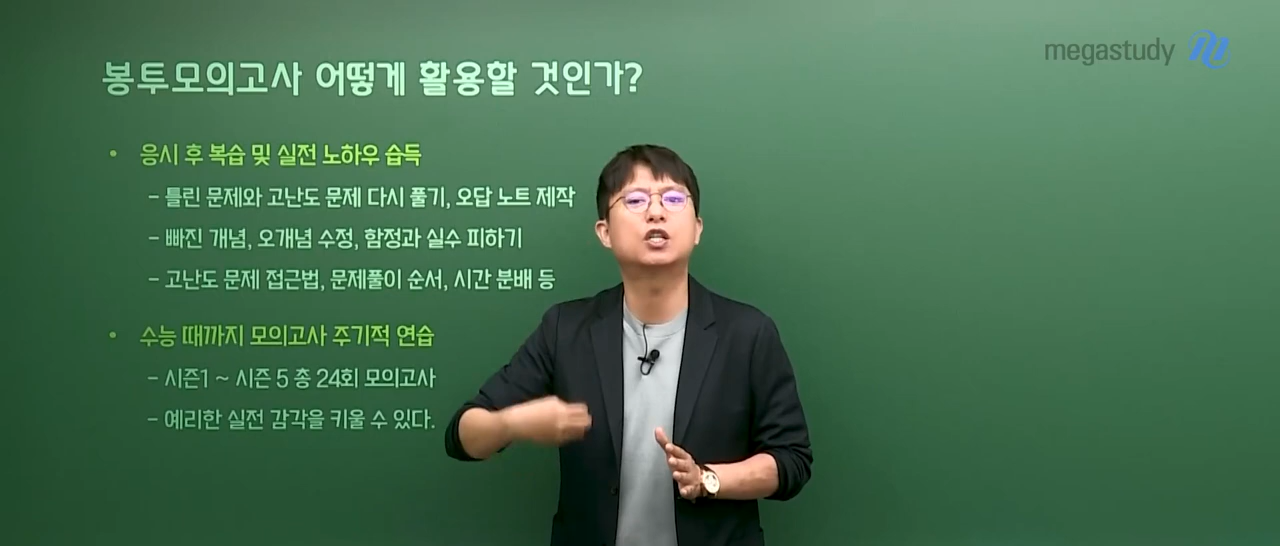 megastudy
봉투모의고사 어떻게 활용할 것인가?
• 응시 후 복습 및 실전 노하우 습득
– 틀린 문제와 고난도 문제 다시 풀기, 오답 노트 제작
– 빠진 개념, 오개념 수정, 함정과 실수 피하기
– 고난도 문제 접근법, 문제풀이 순서, 시간 분배 등
• 수능 때까지 모의고사 주기적 연습
– 시즌1 ~ 시즌 5 총 24회 모의고사
– 예리한 실전 감각을 키울 수 있다.